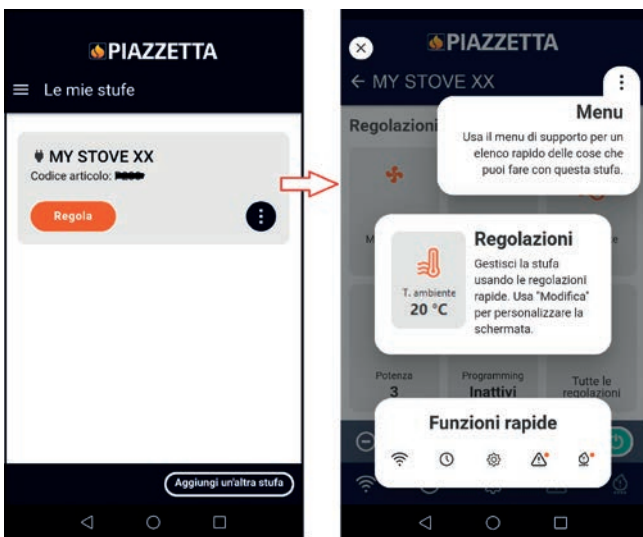 PIAZZETTA
Le mie stufe
MY STOVE XX
Codice articolo:
Regola
Aggiungi un'altra stufa
PIAZZETTA
MY STOVE XX
Regolazioni
Menu
Usa il menu di supporto per un
elenco rapido delle cose che
puoi fare con questa stufa.
Regolazioni
Gestisci la stufa
usando le regolazioni
rapide. Usa "Modifica"
per personalizzare la
schermata.
T. ambiente
20 °C
Potenza
3
Programming
Inattivi
Tutte le
regolazioni
Funzioni rapide